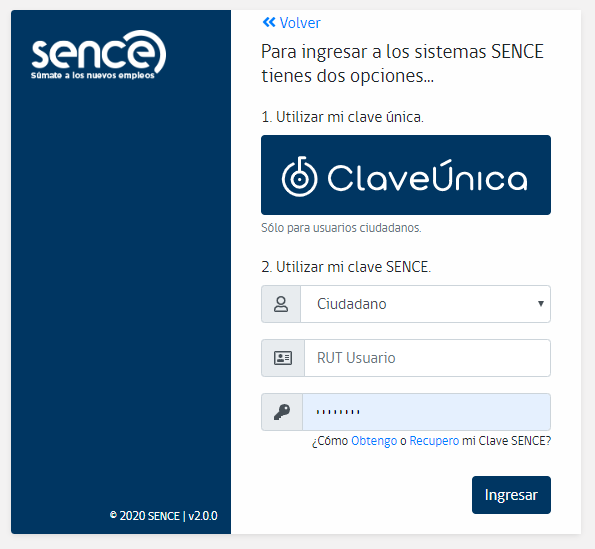 sence
Súmate a los nuevos empleos
Volver
Para ingresar a los sistemas SENCE
tienes dos opciones...
1. Utilizar mi clave única.
ClaveÚnica
Sólo para usuarios ciudadanos.
2. Utilizar mi clave SENCE.
Ciudadano
RUT Usuario
¿Cómo Obtengo o Recupero mi Clave SENCE?
Ingresar
© 2020 SENCE | v2.0.0